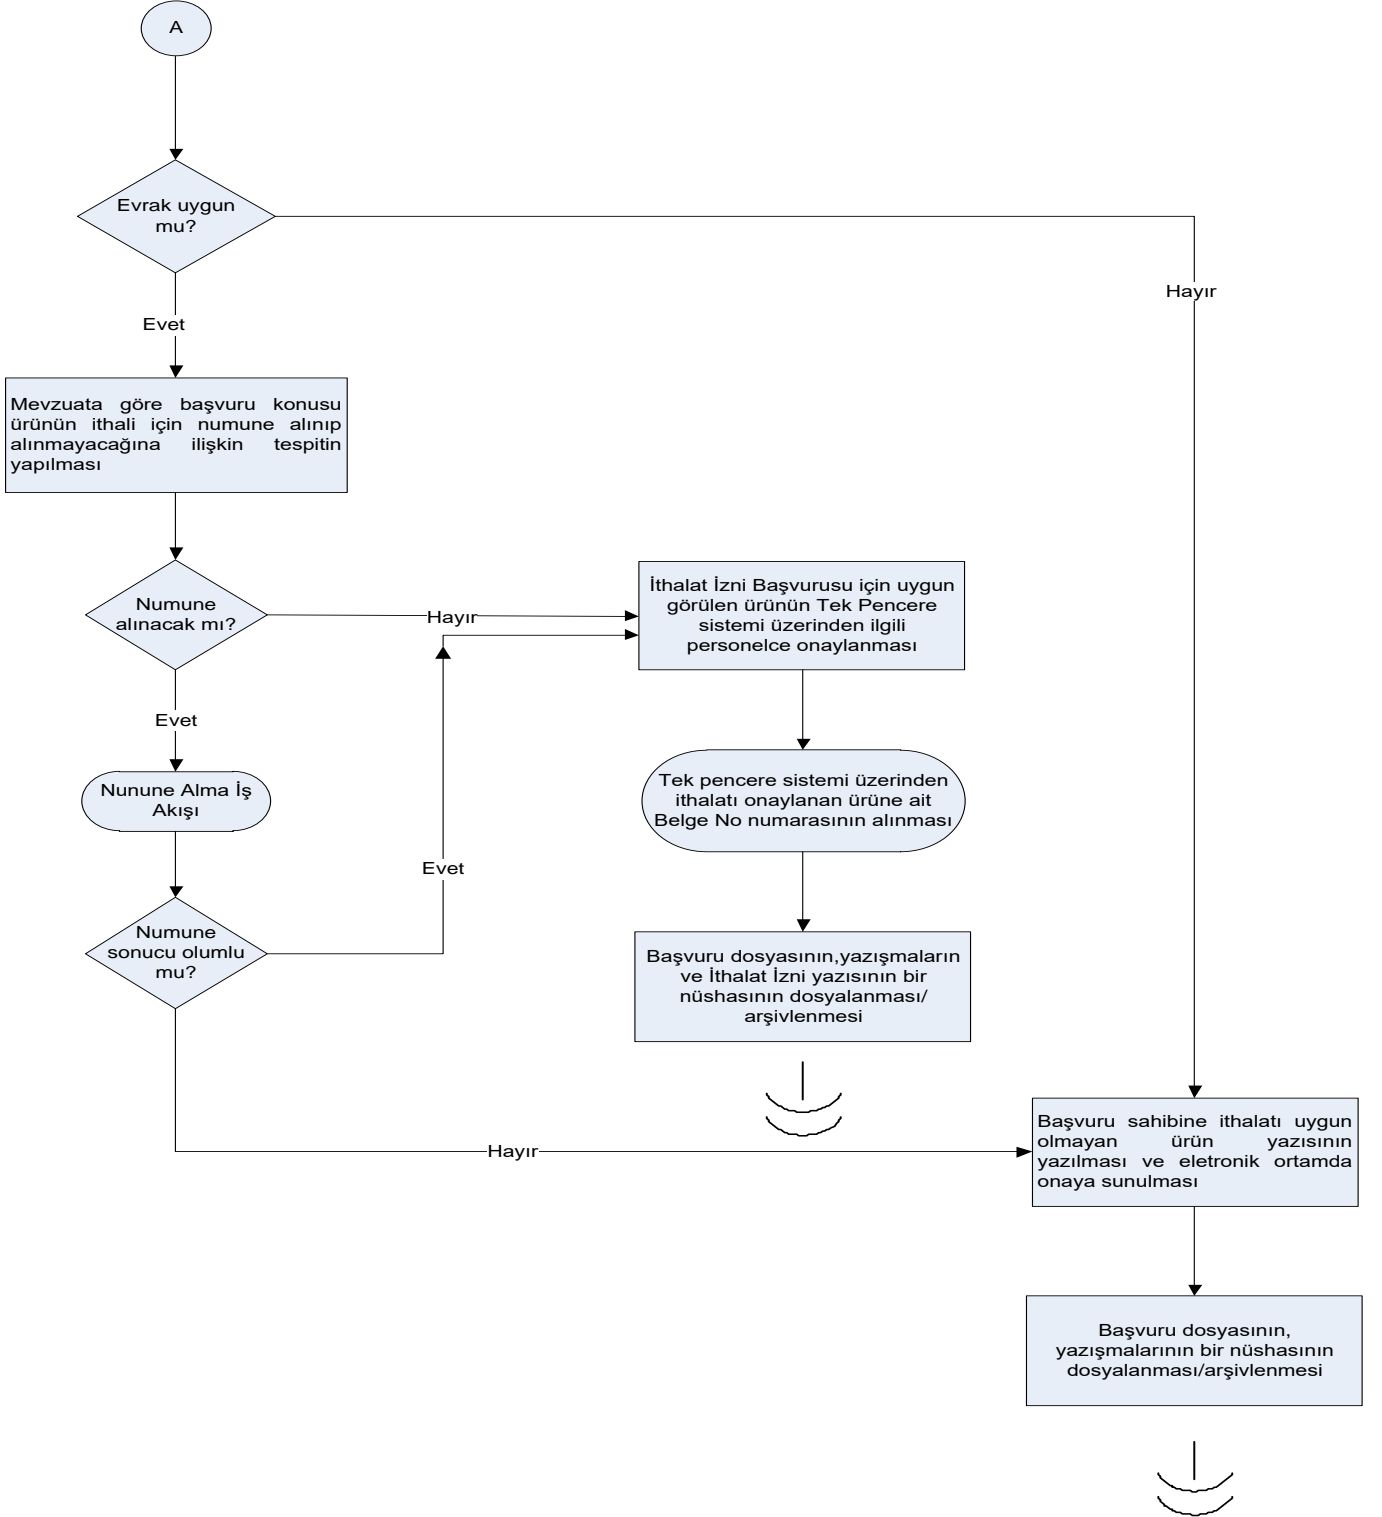 A
Evrak uygun
mu?
Hayır
Evet
Mevzuata göre başvuru konusu
ürünün ithali için numune alınıp
alınmayacağına ilişkin tespitin
yapılması
Numune
alınacak mı?
Hayır
İthalat İzni Başvurusu için uygun
görülen ürünün Tek Pencere
sistemi üzerinden ilgili
personelce onaylanması
Evet
Nunune Alma İş
Akışı
Tek pencere sistemi üzerinden
ithalatı onaylanan ürüne ait
Belge No numarasının alınması
Evet
Numune
sonucu olumlu
mu?
Başvuru dosyasının,yazışmaların
ve İthalat İzni yazısının bir
nüshasının dosyalanması/
arşivlenmesi
Hayır
Başvuru sahibine ithalatı uygun
olmayan ürün yazısının
yazılması ve eletronik ortamda
onaya sunulması
Başvuru dosyasının,
yazışmalarının bir nüshasının
dosyalanması/arşivlenmesi